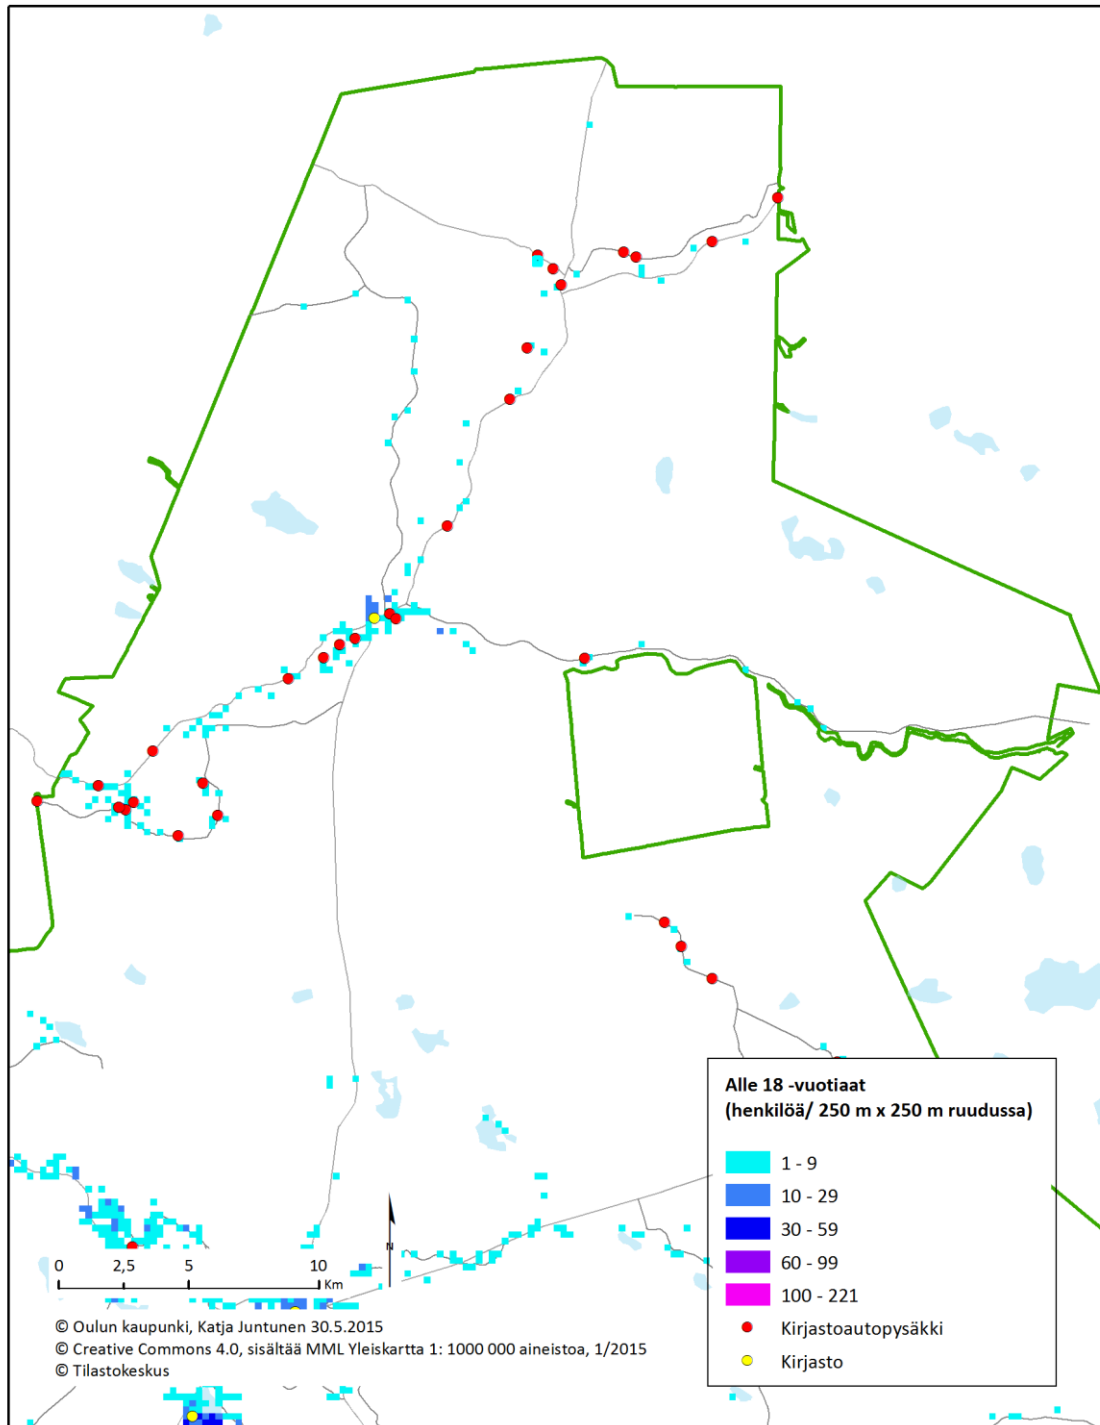 Alle 18 -vuotiaat
(henkilöä/ 250 m x 250 m ruudussa)
1 - 9
10 - 29
30 - 59
60 - 99
100 - 221
Kirjastoautopysäkki
Kirjasto
N
0 2,5 5 10
Km
© Oulun kaupunki, Katja Juntunen 30.5.2015
© Creative Commons 4.0, sisältää MML Yleiskartta 1: 1000 000 aineistoa, 1/2015
© Tilastokeskus